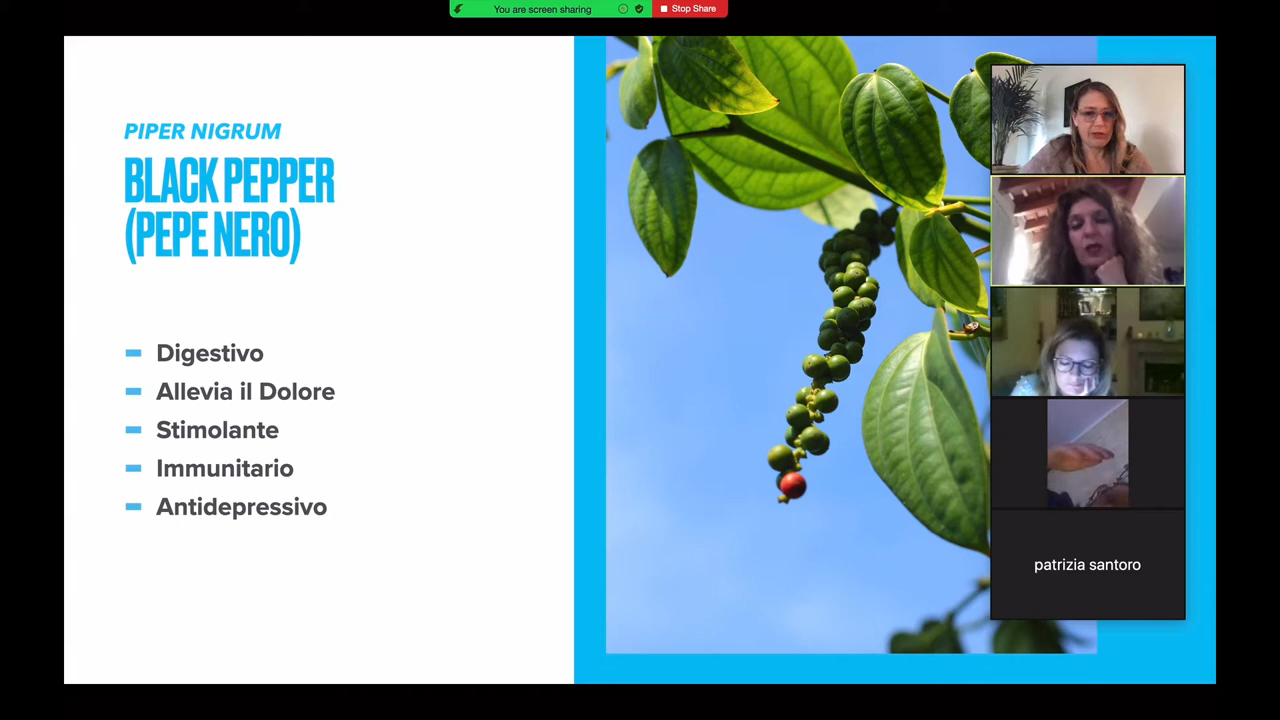 You are screen sharing
Stop Share
PIPER NIGRUM
BLACK PEPPER
(PEPE NERO)
Digestivo
Allevia il Dolore
Stimolante
Immunitario
Antidepressivo
patrizia santoro